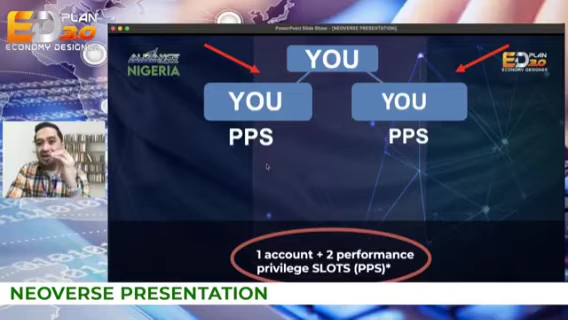 ED PLAN
3.0
ECONOMY DESIGNER
PowerPoint Slide Show - [NEOVERSE PRESENTATION]
ALLIANCE
NIGERIA
YOU
ED PLAN
3.0
ECONOMY DESIGNER
YOU
YOU
PPS
PPS
1 account + 2 performance
privilege SLOTS (PPS)*
NEOVERSE PRESENTATION